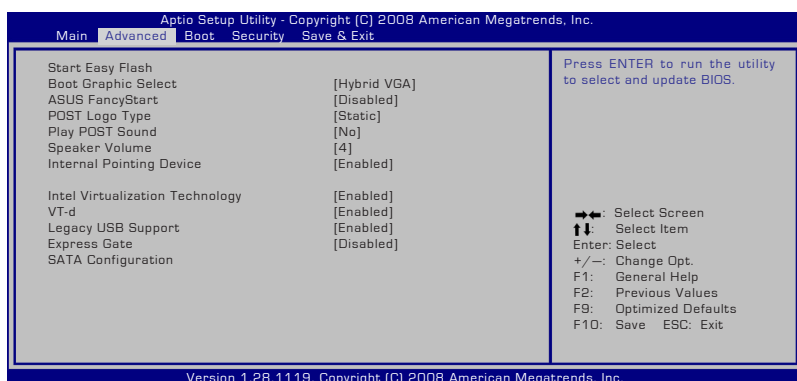 Aptio Setup Utility - Copyright (C) 2008 American Megatrends, Inc.
Main Advanced Boot Security Save & Exit
Start Easy Flash
Boot Graphic Select [Hybrid VGA]
ASUS FancyStart [Disabled]
POST Logo Type [Static]
Play POST Sound [No]
Speaker Volume [4]
Internal Pointing Device [Enabled]
Intel Virtualization Technology [Enabled]
VT-d [Enabled]
Legacy USB Support [Enabled]
Express Gate [Disabled]
SATA Configuration
Press ENTER to run the utility
to select and update BIOS.
→←: Select Screen
↑↓: Select Item
Enter: Select
+/—: Change Opt.
F1: General Help
F2: Previous Values
F9: Optimized Defaults
F10: Save ESC: Exit
Version 1.28.1119. Copyright (C) 2008 American Megatrends, Inc.